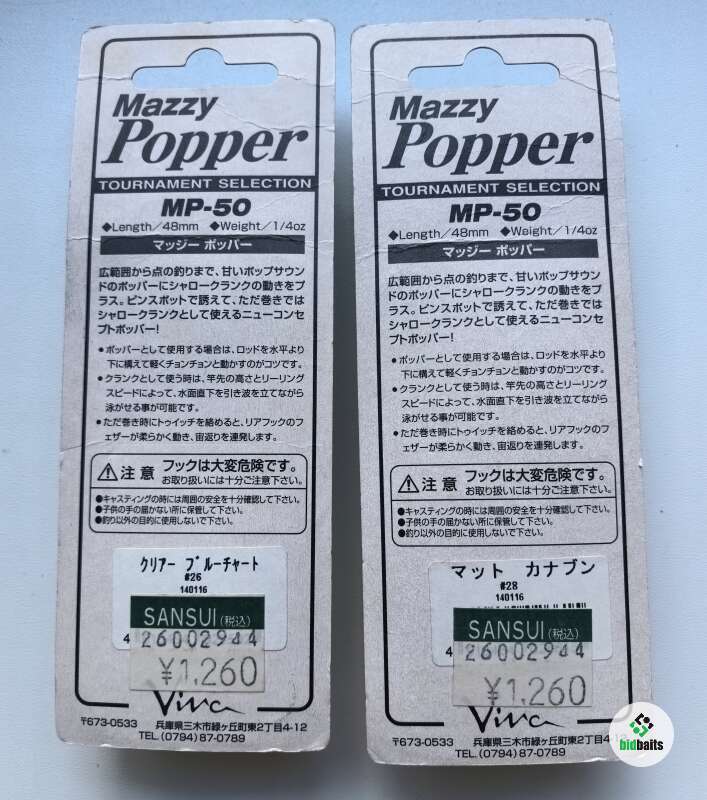 Mazzy
Popper
TOURNAMENT SELECTION
MP-50
◆Length/48mm ◆Weight/1/4oz
マッジー ポッパー
広範囲から点の釣りまで、甘いポップサウン
ドのポッパーにシャロークランクの動きをプ
ラス。ピンスポットで誘えて、ただ巻きでは
シャロークランクとして使えるニューコンセ
プトポッパー!
●ポッパーとして使用する場合は、ロッドを水平より
下に構えて軽くチョンチョンと動かすのがコツです。
●クランクとして使う時は、竿先の高さとリーリング
スピードによって、水面直下を引き波を立てながら
泳がせる事が可能です。
●ただ巻き時にトゥイッチを絡めると、リアフックのフ
ェザーが柔らかく動き、宙返りを連発します。
注意 フックは大変危険です。
お取り扱いには十分ご注意下さい。
●キャスティングの時には周囲の安全を十分確認して下さい。
●子供の手の届かない所に保管して下さい。
●釣り以外の目的に使用しないで下さい。
クリアー ブルーチャート
#26
140116
SANSUI(税込)
4 26002944
¥1,260
Viva
〒673-0533 兵庫県三木市緑ヶ丘町東2丁目4-12
TEL.(0794)87-0789
Mazzy
Popper
TOURNAMENT SELECTION
MP-50
◆Length/48mm ◆Weight/1/4oz
マッジー ポッパー
広範囲から点の釣りまで、甘いポップサウン
ドのポッパーにシャロークランクの動きをプ
ラス。ピンスポットで誘えて、ただ巻きでは
シャロークランクとして使えるニューコンセ
プトポッパー!
●ポッパーとして使用する場合は、ロッドを水平より
下に構えて軽くチョンチョンと動かすのがコツです。
●クランクとして使う時は、竿先の高さとリーリング
スピードによって、水面直下を引き波を立てながら
泳がせる事が可能です。
●ただ巻き時にトゥイッチを絡めると、リアフックのフ
ェザーが柔らかく動き、宙返りを連発します。
注意 フックは大変危険です。
お取り扱いには十分ご注意下さい。
●キャスティングの時には周囲の安全を十分確認して下さい。
●子供の手の届かない所に保管して下さい。
●釣り以外の目的に使用しないで下さい。
マット カナブン
#28
140116
SANSUI(税込)
4 26002944
¥1,260
Viva
〒673-0533 兵庫県三木市緑ヶ丘町東2丁目4
TEL.(0794)87-0789
bidbaits